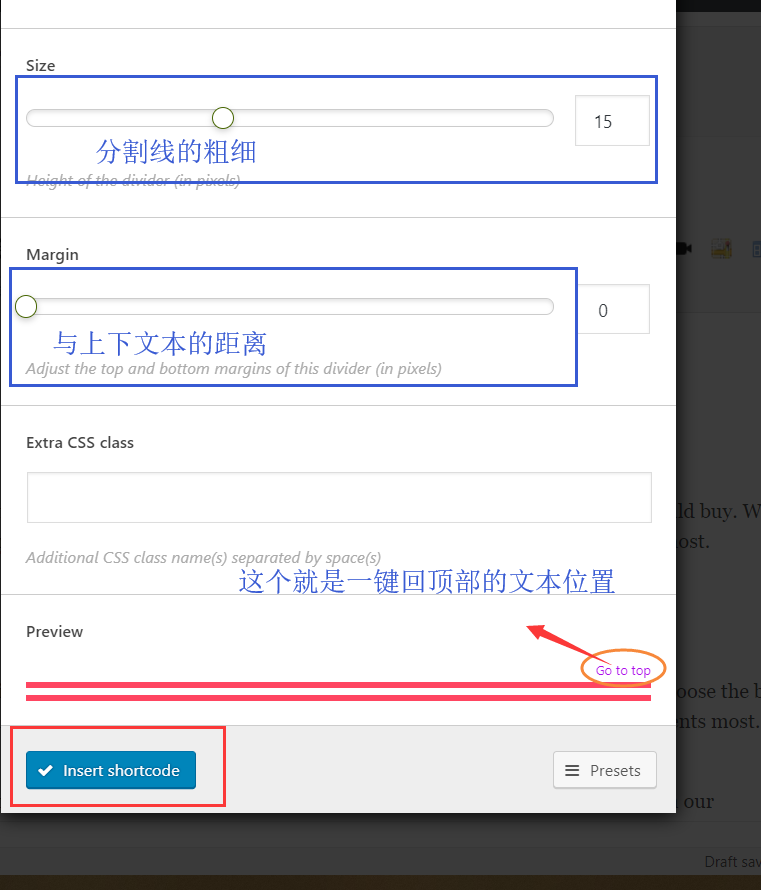 Size
15
分割线的粗细
Height of the divider (in pixels)
Margin
0
与上下文本的距离
Adjust the top and bottom margins of this divider (in pixels)
Extra CSS class
ld buy. W
ost.
Additional CSS class name(s) separated by space(s)
这个就是一键回顶部的文本位置
Preview
Go to top
oose the b
nts most.
Insert shortcode
Presets
our
Draft sav